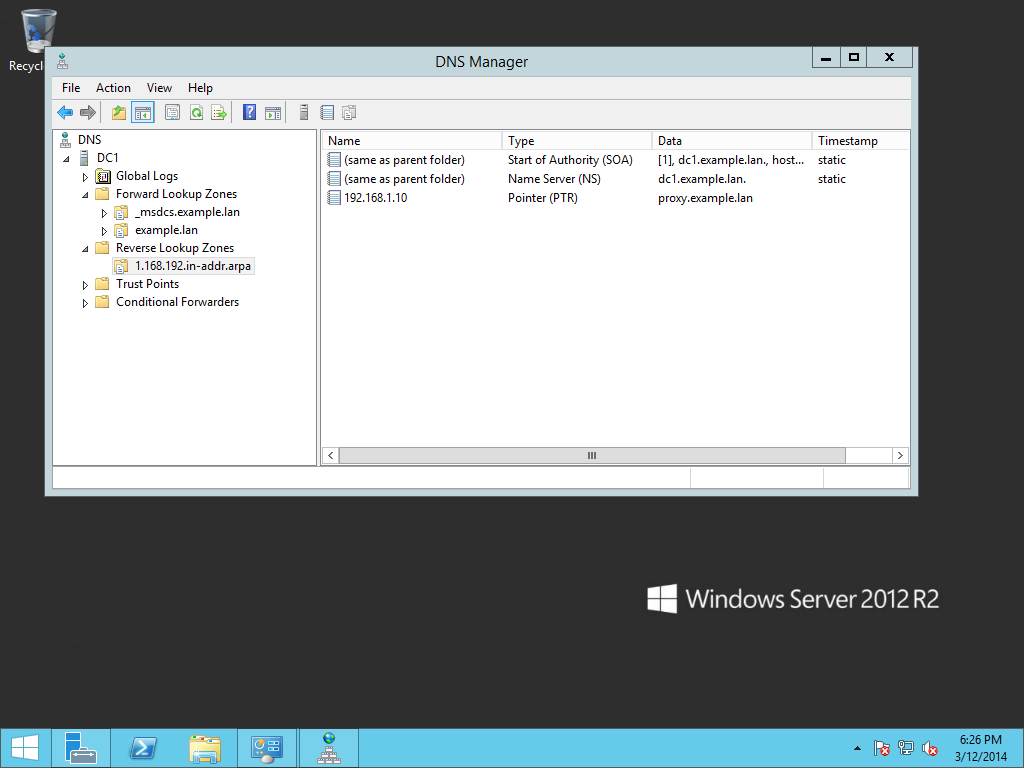 Recycl
DNS Manager
File Action View Help
DNS
DC1
Global Logs
Forward Lookup Zones
_msdcs.example.lan
example.lan
Reverse Lookup Zones
1.168.192.in-addr.arpa
Trust Points
Conditional Forwarders
Name Type Data Timestamp
(same as parent folder) Start of Authority (SOA) [1], dc1.example.lan., host... static
(same as parent folder) Name Server (NS) dc1.example.lan. static
192.168.1.10 Pointer (PTR) proxy.example.lan
Windows Server 2012 R2
6:26 PM
3/12/2014